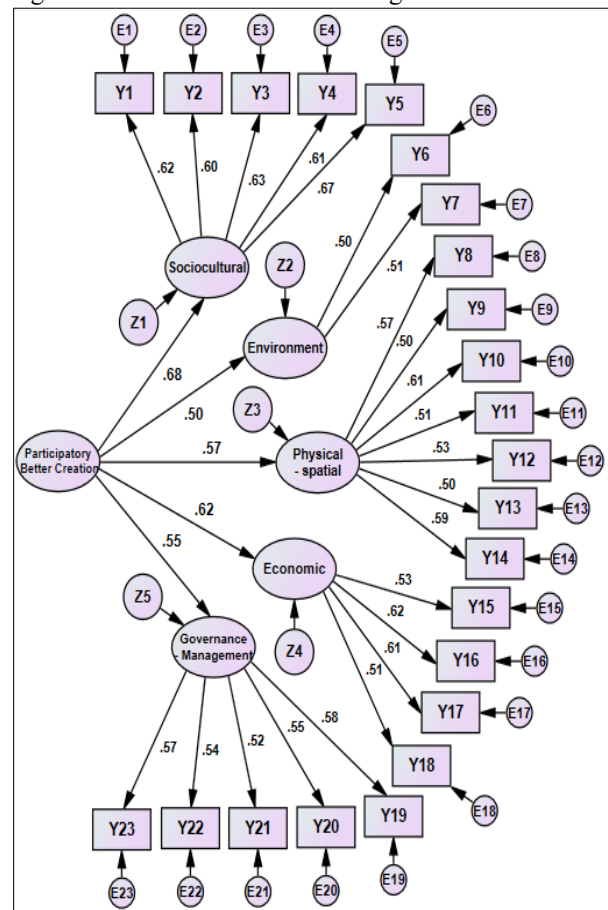 E1 E2 E3 E4 E5
Y1 Y2 Y3 Y4 Y5
E6
Y6
.62 .60 .63 .61 .67
Y7 E7
Sociocultural Z2
.50 .51
Y8 E8
Z1
Environment
.57
Y9 E9
.50
.68
Z3
.61
Y10 E10
.50
.51
Y11 E11
Participatory
Better Creation
.57
Physical
- spatial
.53
Y12 E12
.50
Y13 E13
.62
.59
.55
Economic
Y14 E14
Z5
.53
Y15 E15
Governance
- Management
Z4
.62
Y16 E16
.61
.51
Y17 E17
.57 .54 .52 .55 .58
Y18
E18
Y23 Y22 Y21 Y20 Y19
E23 E22 E21 E20 E19